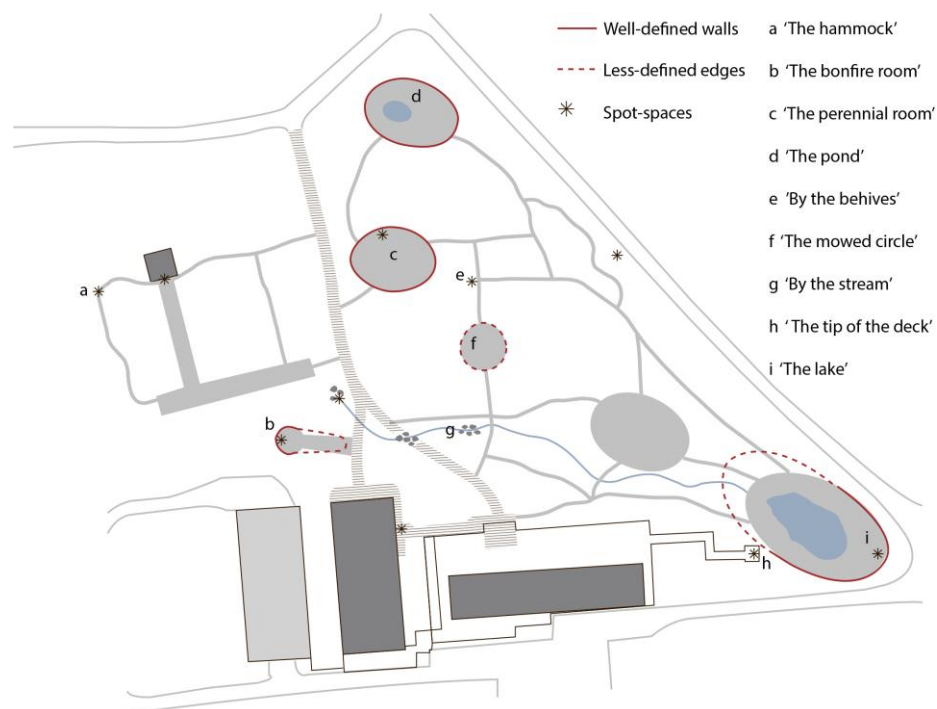 Well-defined walls
Less-defined edges
Spot-spaces
a 'The hammock'
b 'The bonfire room'
c 'The perennial room'
d 'The pond'
e 'By the behives'
f 'The mowed circle'
g 'By the stream'
h ' The tip of the deck'
i 'The lake'
d
c
e
a
f
b
g
i
h